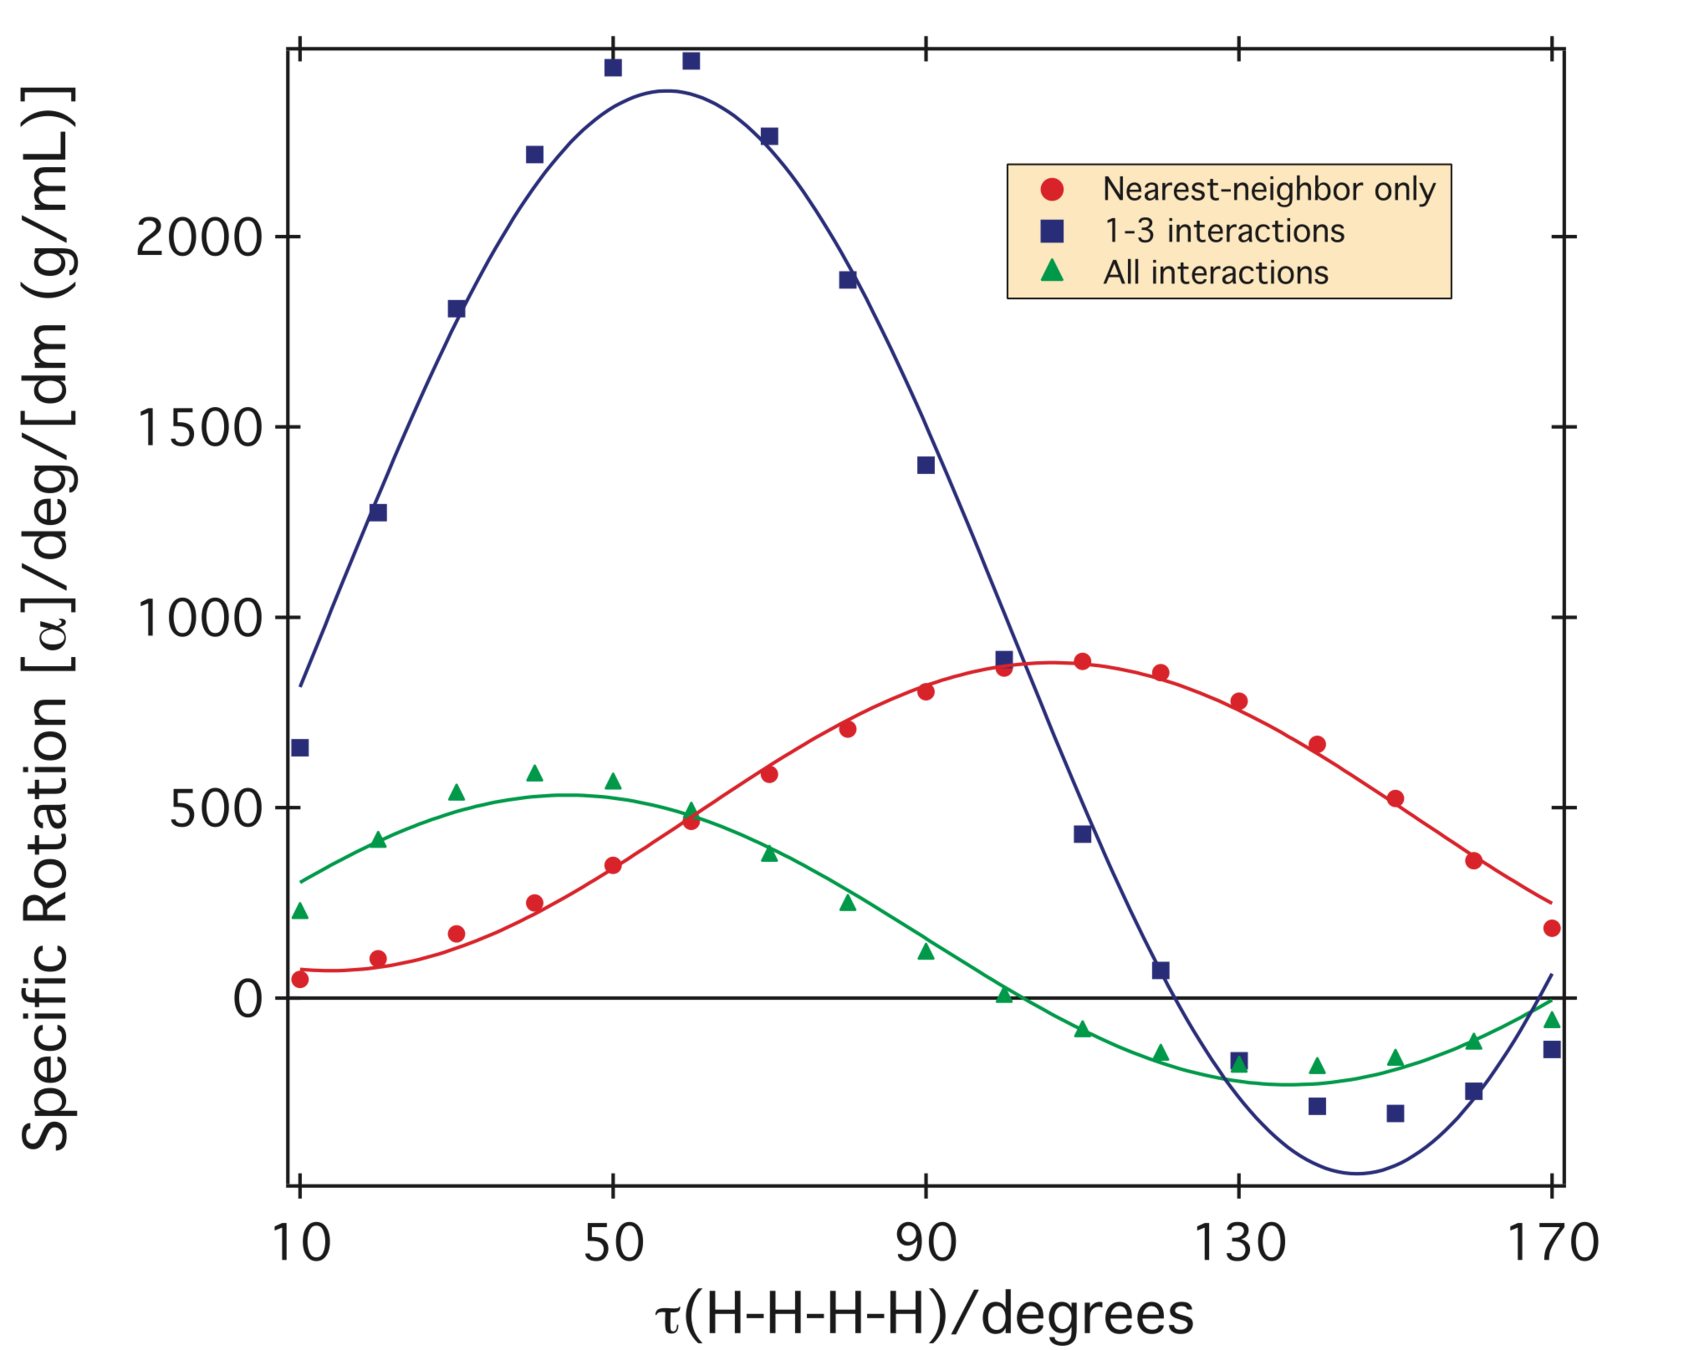 Specific Rotation [α]/deg/[dm (g/mL)]
2000
1500
1000
500
0
Nearest-neighbor only
1-3 interactions
All interactions
10 50 90 130 170
τ(H-H-H-H)/degrees